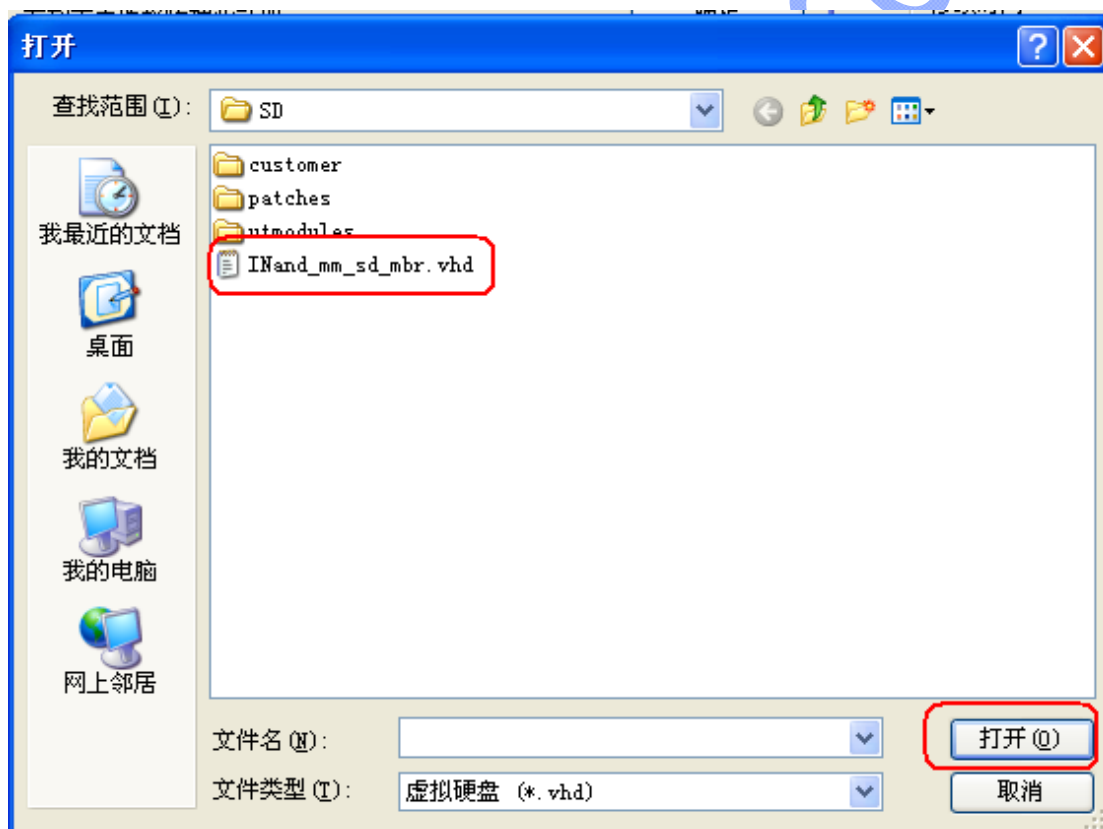 打开
查找范围(I):
SD
customer
patches
utmodules
INand_mm_sd_mbr.vhd
我最近的文档
桌面
我的文档
我的电脑
网上邻居
文件名(N):
打开(O)
文件类型(T):
虚拟硬盘 (*.vhd)
取消